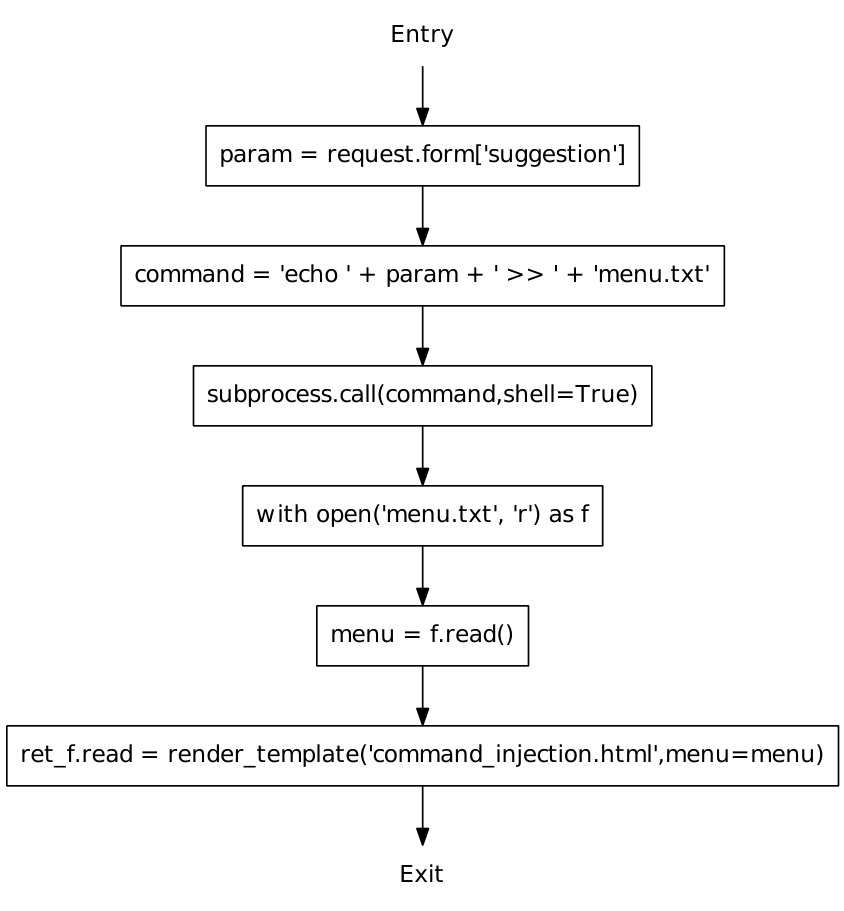 Entry
param = request.form['suggestion']
command = 'echo ' + param + ' >> ' + 'menu.txt'
subprocess.call(command,shell=True)
with open('menu.txt', 'r') as f
menu = f.read()
ret_f.read = render_template('command_injection.html',menu=menu)
Exit